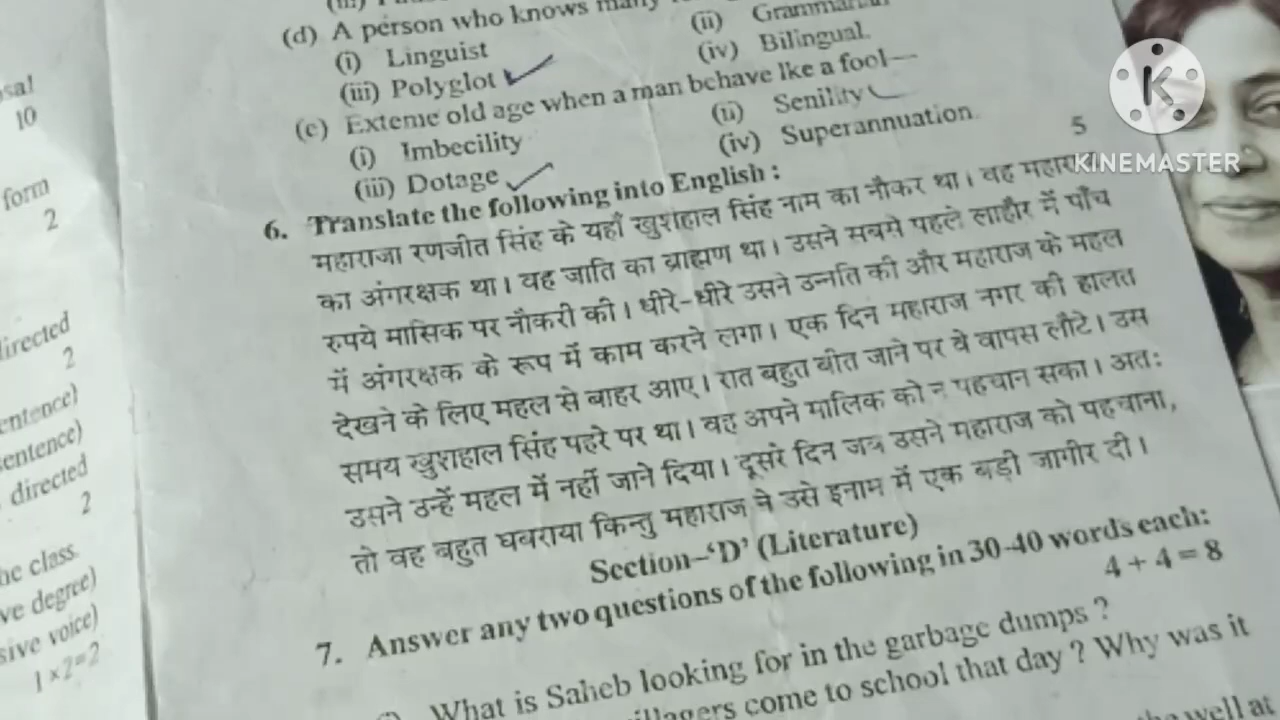 (d) A person who knows many
(i) Linguist
(ii) Grammarian
(iii) Polyglot
(iv) Bilingual.
(e) Exteme old age when a man behave lke a fool—
(i) Imbecility
(ii) Senility
(iii) Dotage
(iv) Superannuation.
5
6. Translate the following into English :
महाराजा रणजीत सिंह के यहाँ खुशहाल सिंह नाम का नौकर था। वह
का अंगरक्षक था। वह जाति का ब्राह्मण था। उसने सबसे पहले लाहौर में पाँच
रुपये मासिक पर नौकरी की। धीरे-धीरे उसने उन्नति की और महाराज के महल
में अंगरक्षक के रूप में काम करने लगा। एक दिन महाराज नगर की हालत
देखने के लिए महल से बाहर आए। रात बहुत बीत जाने पर वे वापस लौटे। उस
समय खुशहाल सिंह पहरे पर था। वह अपने मालिक को न पहचान सका। अतः
उसने उन्हें महल में नहीं जाने दिया। दूसरे दिन जब उसने महाराज को पहचाना,
तो वह बहुत घबराया किन्तु महाराज ने उसे इनाम में एक बड़ी जागीर दी।
Section–‘D’ (Literature)
7. Answer any two questions of the following in 30-40 words each:
4 + 4 = 8
What is Saheb looking for in the garbage dumps ?
come to school that day ? Why was it
well at
10
form
2
directed
2
sentence)
sentence)
directed
2
class.
degree)
voice)
1×2=2
K
KINEMASTER